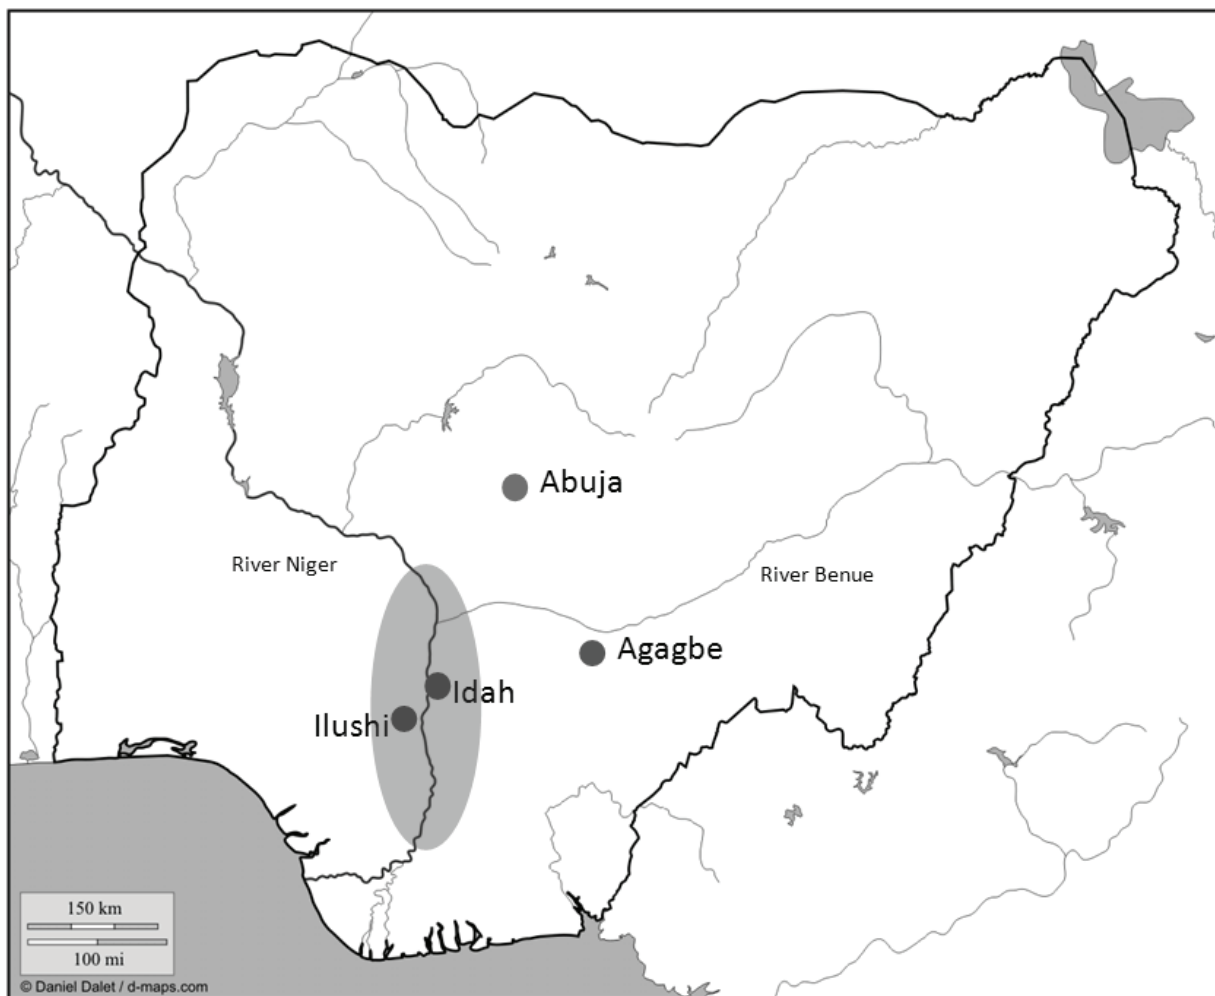 Abuja
River Niger
River Benue
Agagbe
Idah
Ilushi
150 km
100 mi
© Daniel Dalet / d-maps.com